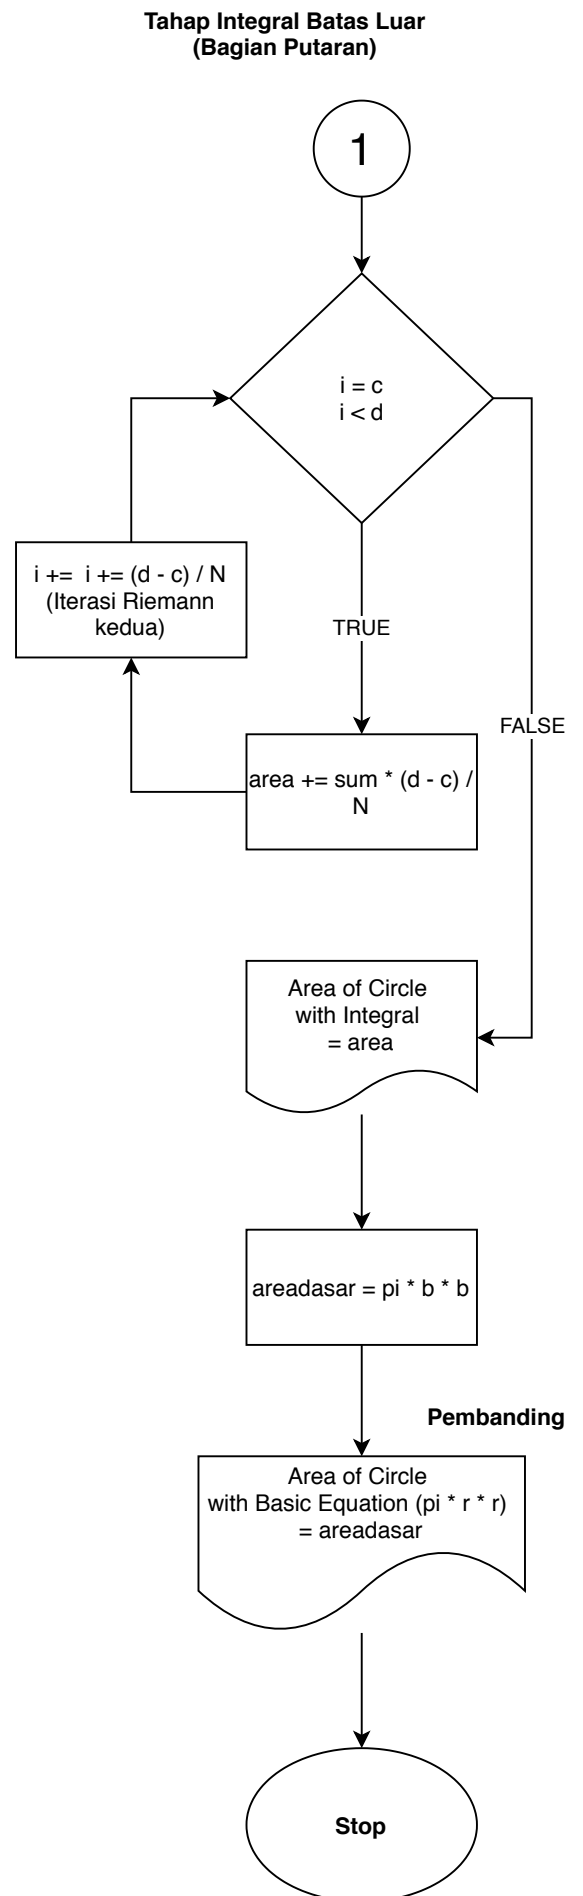 Tahap Integral Batas Luar
(Bagian Putaran)
1
i = c
i < d
i += i += (d - c) / N
(Iterasi Riemann
kedua)
TRUE
FALSE
area += sum * (d - c) /
N
Area of Circle
with Integral
= area
areadasar = pi * b * b
Pembanding
Area of Circle
with Basic Equation (pi * r * r)
= areadasar
Stop